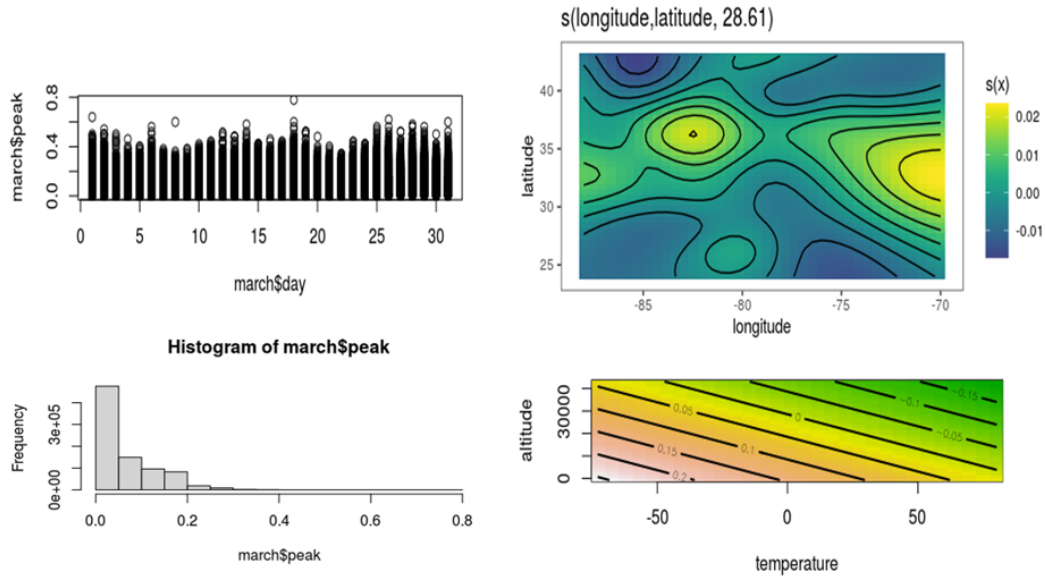 march$peak
0.0 0.4 0.8
0 5 10 15 20 25 30
march$day
s(longitude,latitude, 28.61)
latitude
40
35
30
25
-85 -80 -75 -70
longitude
s(x)
0.02
0.01
0.00
-0.01
Histogram of march$peak
Frequency
0e+00 3e+05
0.0 0.2 0.4 0.6 0.8
march$peak
altitude
0 30000
0.05
0
-0.1
-0.15
0.15
0.1
-0.05
0.2
-50 0 50
temperature